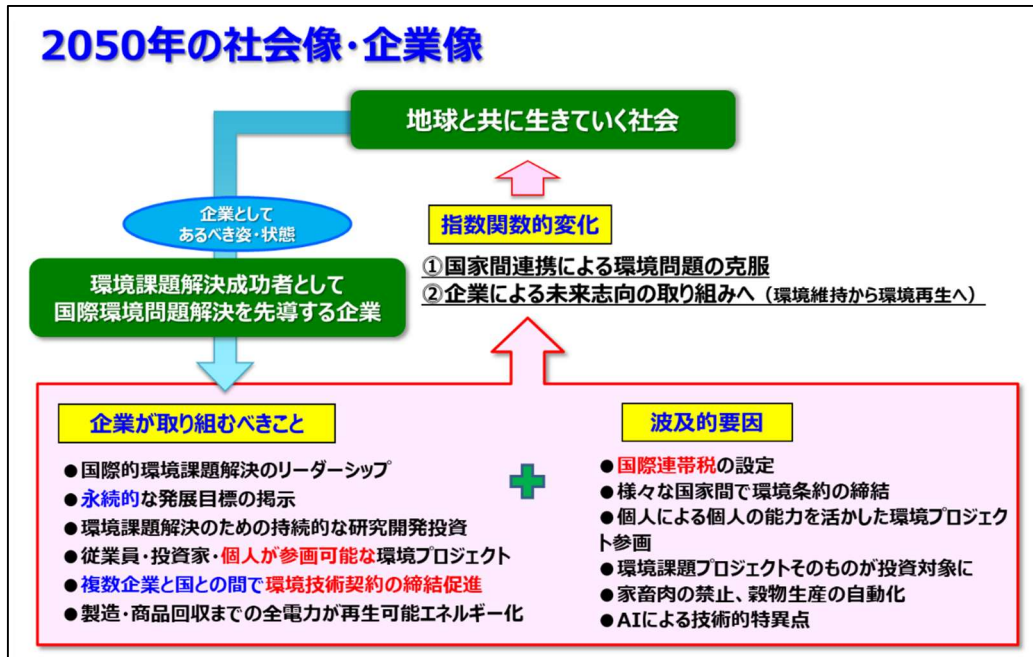 2050年の社会像・企業像
地球と共に生きていく社会
企業として
あるべき姿・状態
指数関数的変化
環境課題解決成功者として
国際環境問題解決を先導する企業
①国家間連携による環境問題の克服
②企業による未来志向の取り組みへ（環境維持から環境再生へ）
企業が取り組むべきこと
●国際的環境課題解決のリーダーシップ
●永続的な発展目標の掲示
●環境課題解決のための持続的な研究開発投資
●従業員・投資家・個人が参画可能な環境プロジェクト
●複数企業と国との間で環境技術契約の締結促進
●製造・商品回収までの全電力が再生可能エネルギー化
波及的要因
●国際連帯税の設定
●様々な国家間で環境条約の締結
●個人による個人の能力を活かした環境プロジェク
ト参画
●環境課題プロジェクトそのものが投資対象に
●家畜肉の禁止、穀物生産の自動化
●AIによる技術的特異点